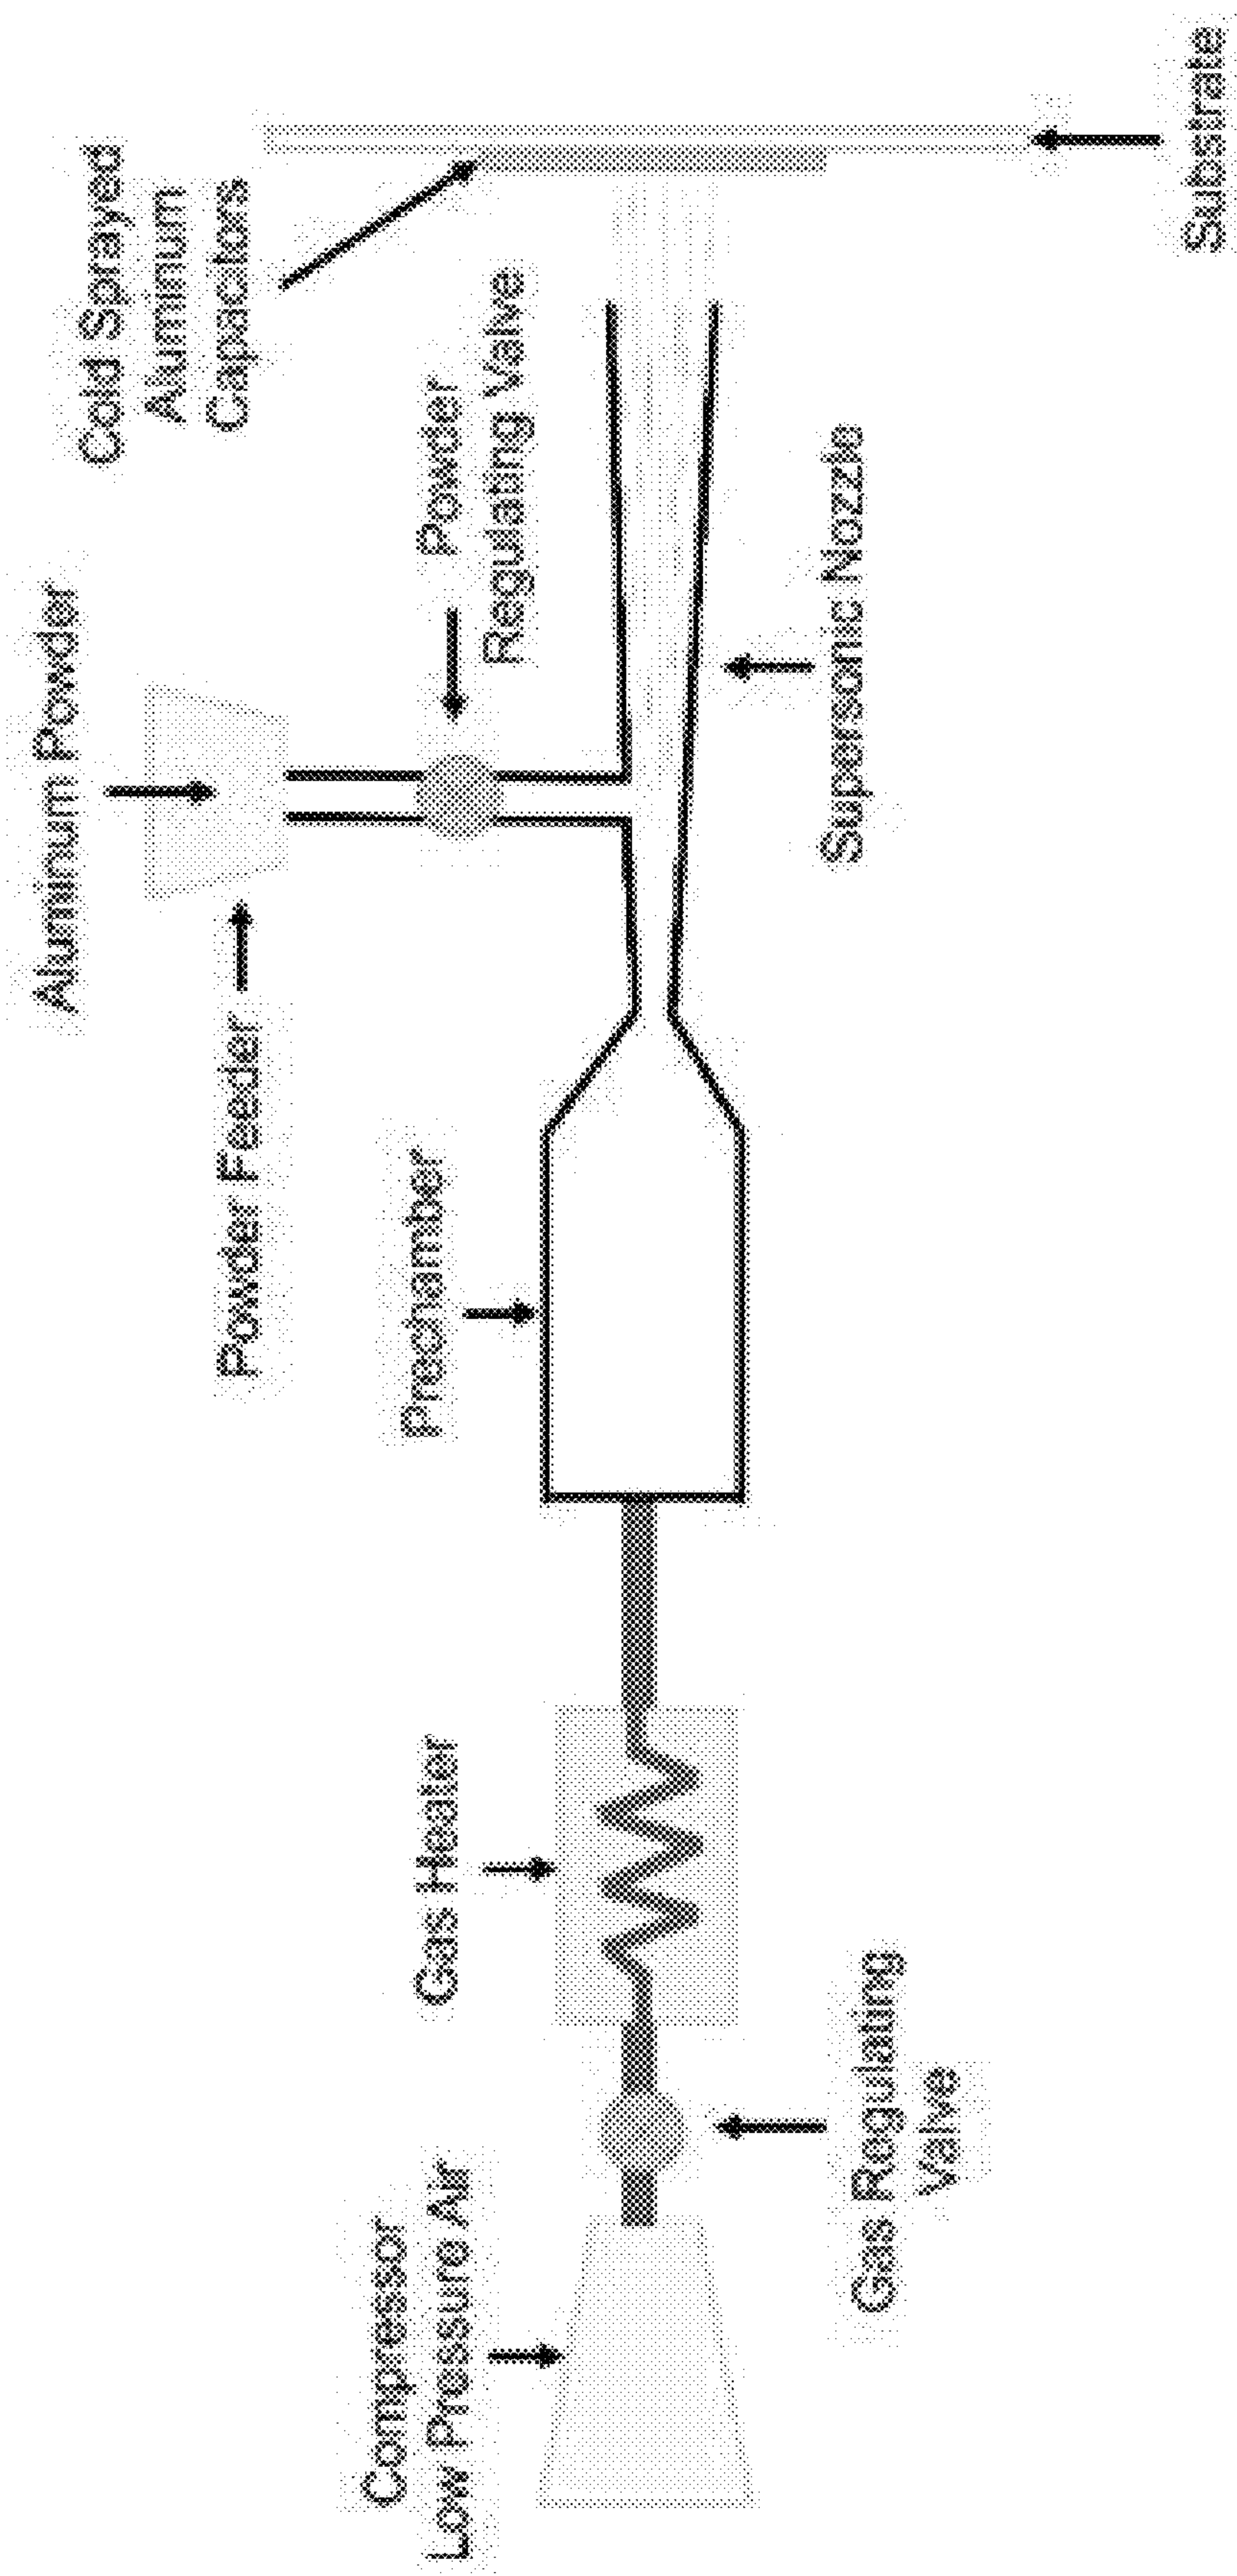 Compressor
Low Pressure Air
Gas Regulating
Valve
Gas Heater
Prechamber
Powder Feeder
Aluminum Powder
Powder
Regulating Valve
Supersonic Nozzle
Cold Sprayed
Aluminum
Capacitors
Substrate